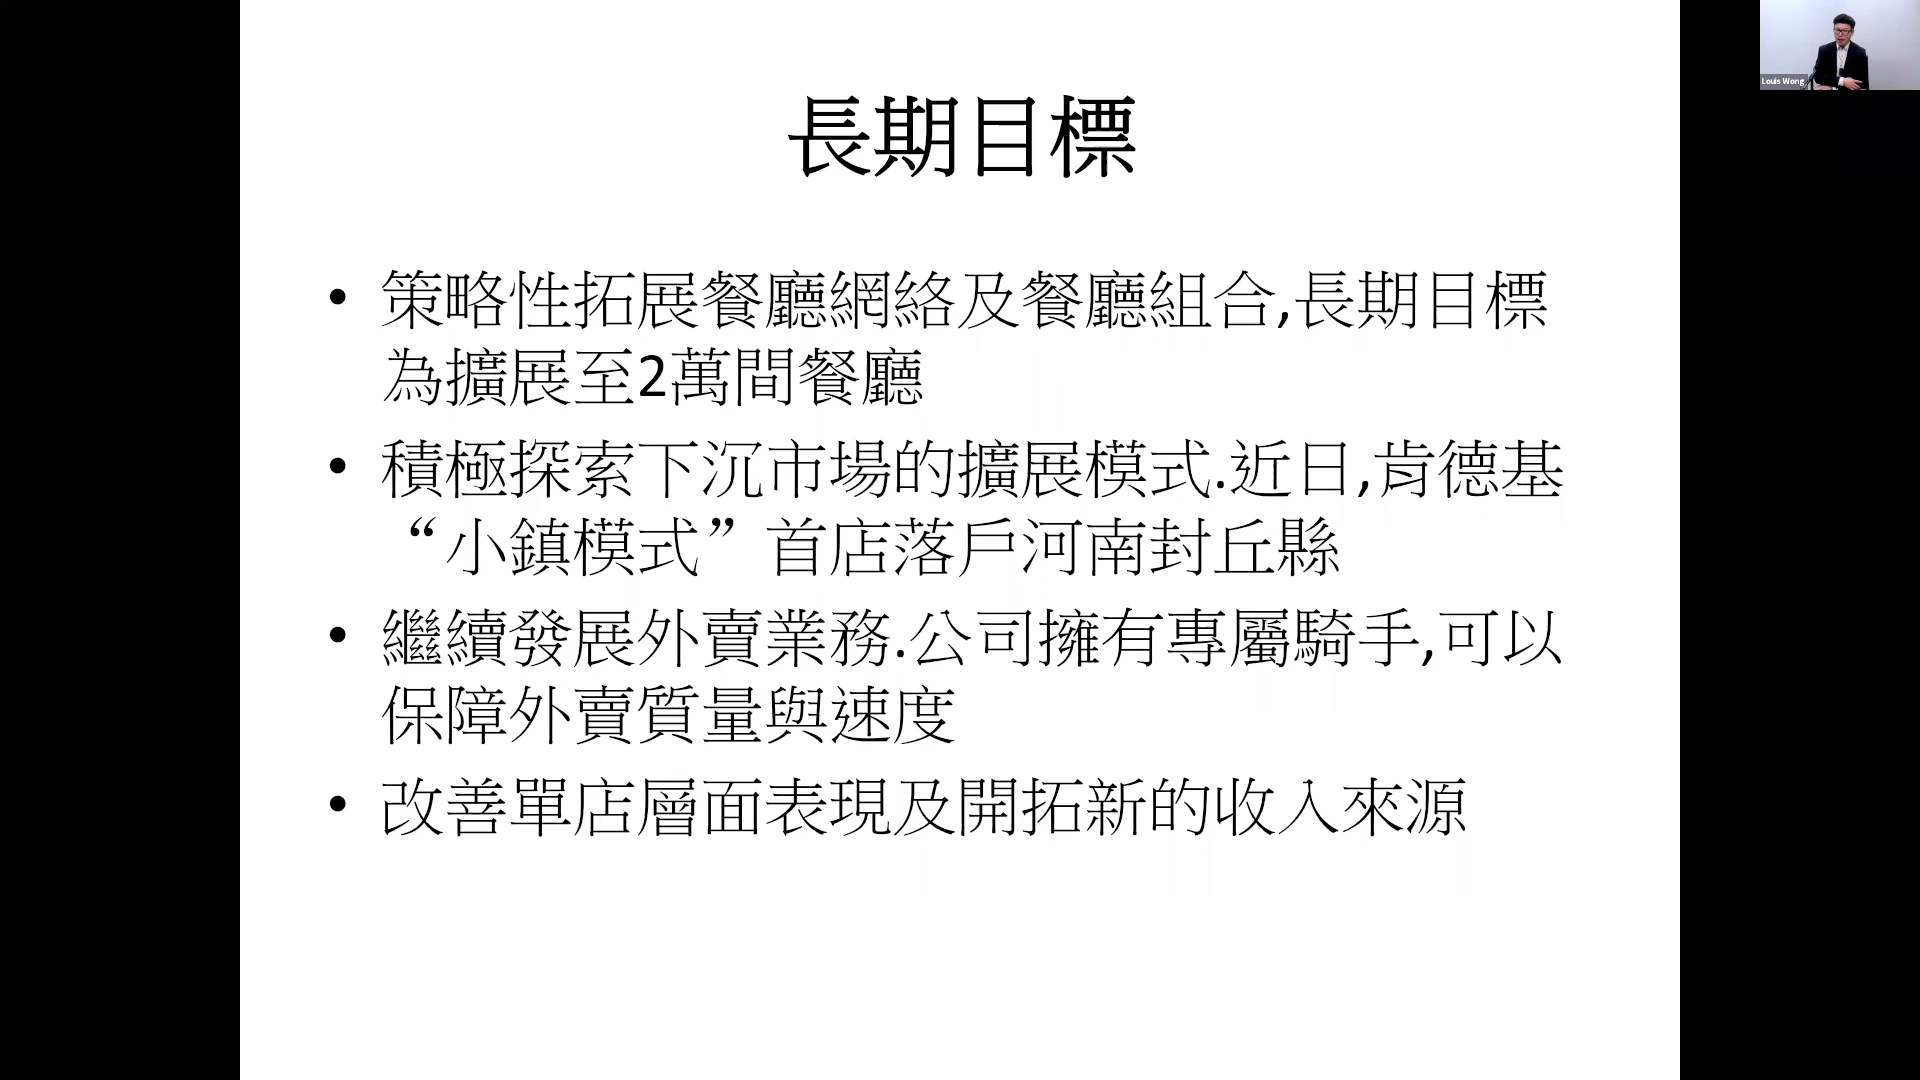 長期目標
• 策略性拓展餐廳網絡及餐廳組合,長期目標
為擴展至2萬間餐廳
• 積極探索下沉市場的擴展模式.近日,肯德基
“小鎮模式”首店落戶河南封丘縣
• 繼續發展外賣業務.公司擁有專屬騎手,可以
保障外賣質量與速度
• 改善單店層面表現及開拓新的收入來源
Louis Wong